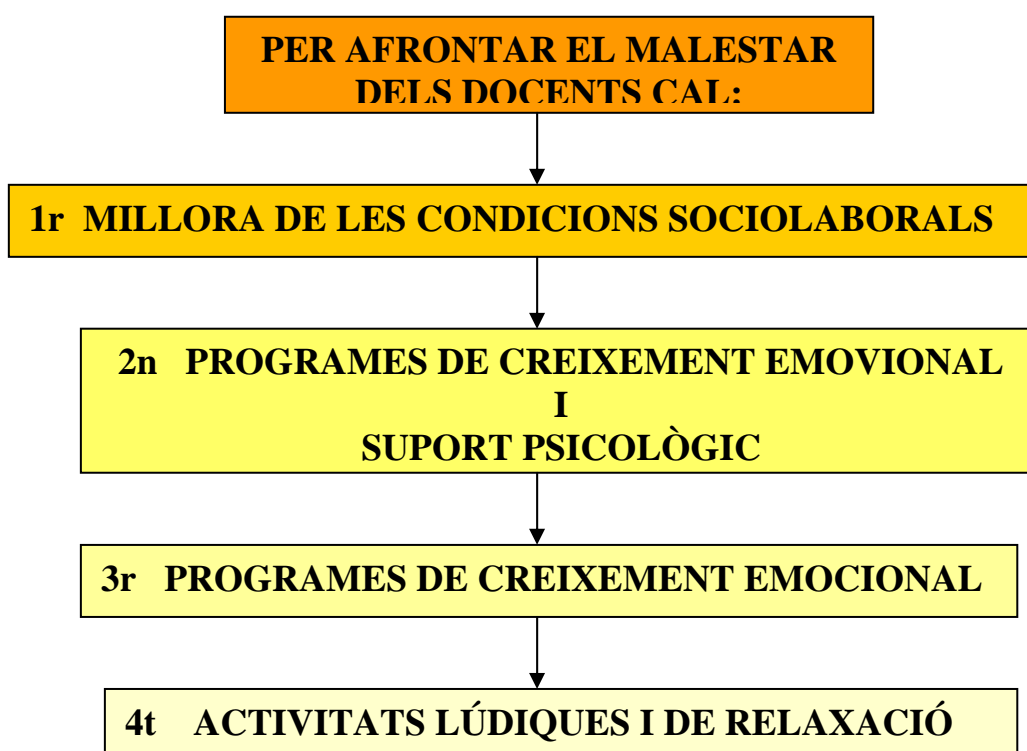 PER AFRONTAR EL MALESTAR
DELS DOCENTS CAL:
1r MILLORA DE LES CONDICIONS SOCIOLABORALS
2n PROGRAMES DE CREIXEMENT EMOVIONAL
I
SUPORT PSICOLÒGIC
3r PROGRAMES DE CREIXEMENT EMOCIONAL
4t ACTIVITATS LÚDIQUES I DE RELAXACIÓ